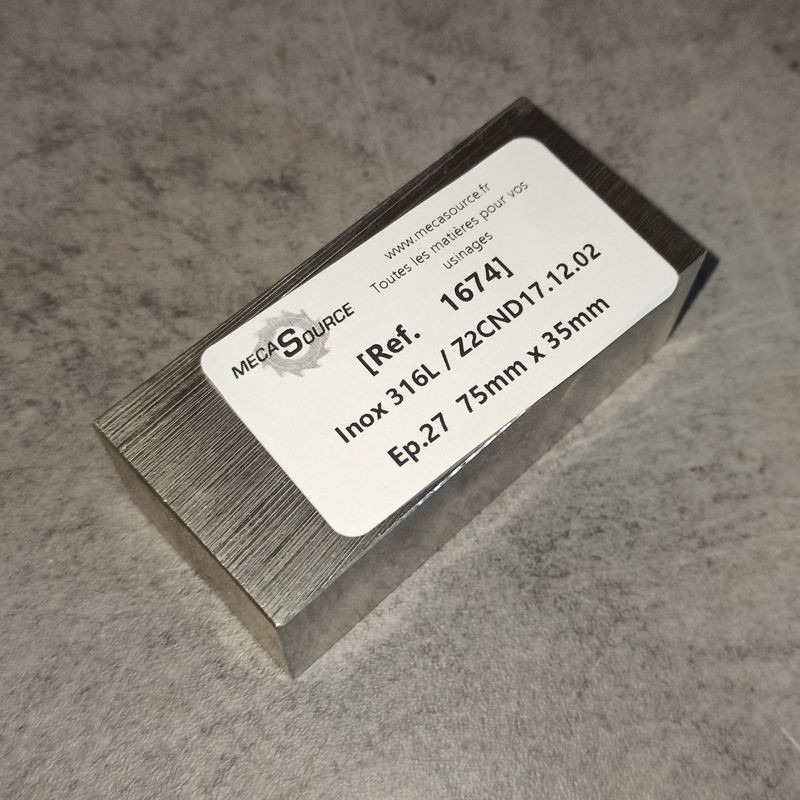 www.mecasource.fr
Toutes les matières pour vos
usinages
MECASOURCE
[Ref. 1674]
Inox 316L / Z2CND17.12.02
Ep.27 75mm x 35mm